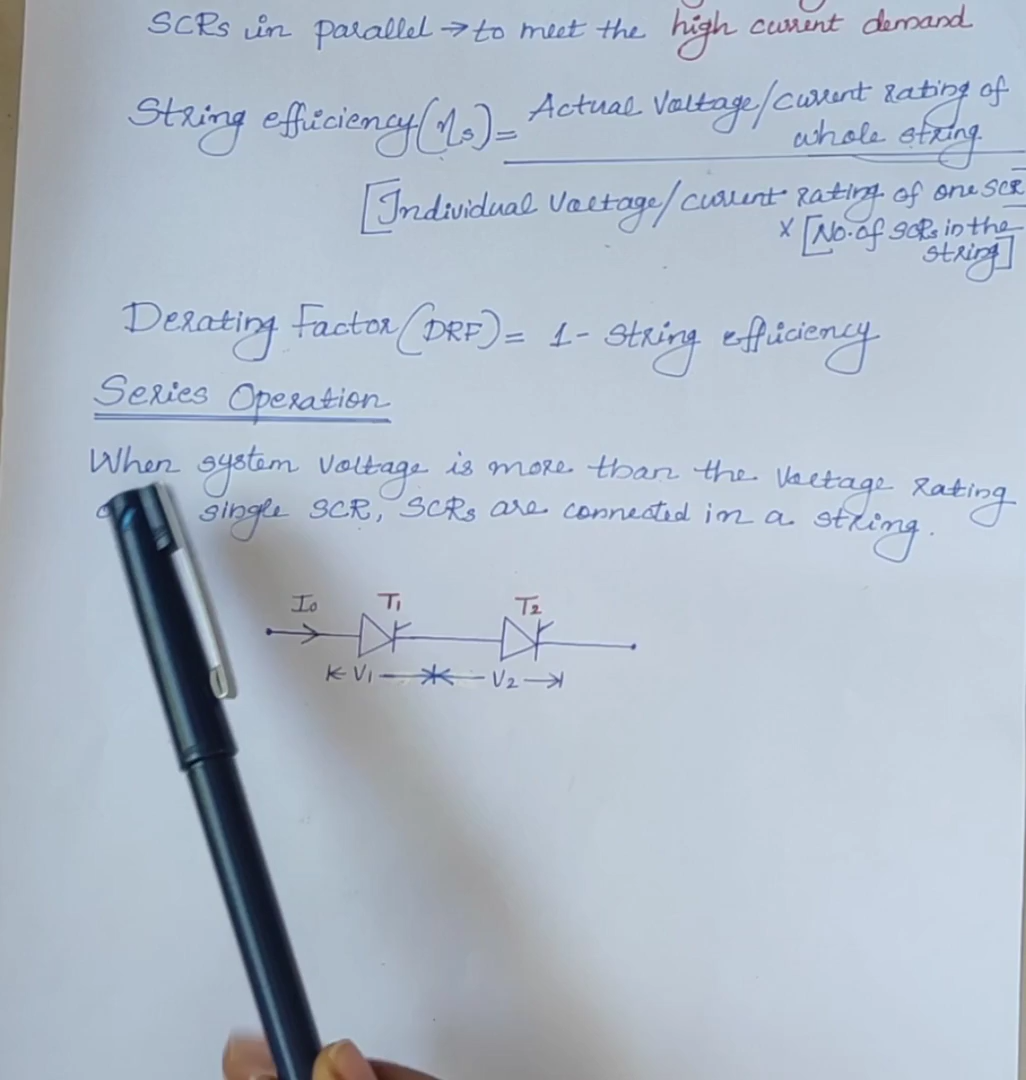 SCRs in parallel → to meet the high current demand
String efficiency (ηs) = Actual Voltage/current rating of
whole string
[Individual Voltage/current rating of one SCR]
x [No. of SCRs in the
string]
Derating Factor (DRF) = 1 - String efficiency
Series Operation
When system voltage is more than the voltage rating
single SCR, SCRs are connected in a string.
I₀ T₁ T₂
V₁ V₂